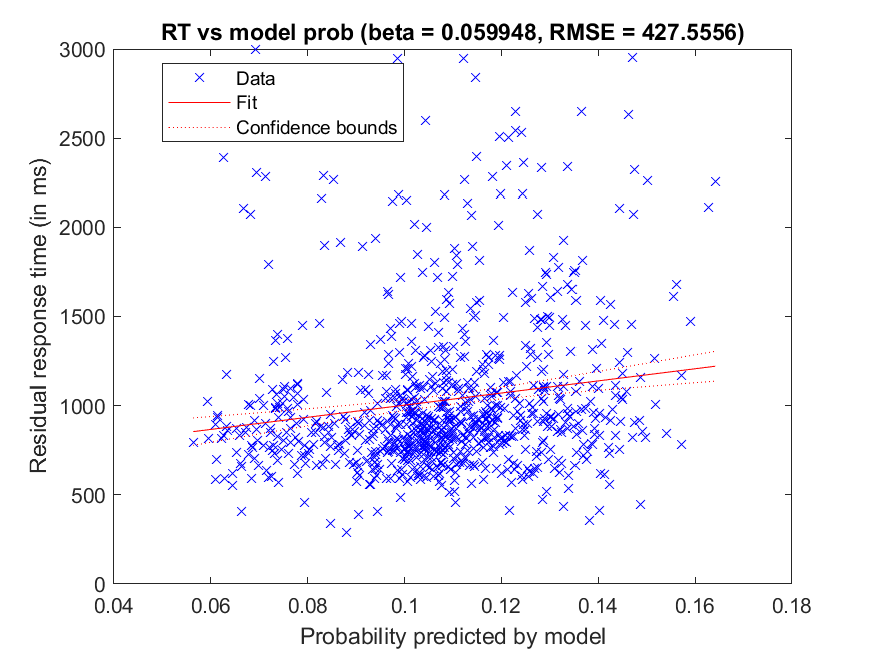 RT vs model prob (beta = 0.059948, RMSE = 427.5556)
3000
2500
2000
1500
1000
500
0
Residual response time (in ms)
Data
Fit
Confidence bounds
0.04 0.06 0.08 0.1 0.12 0.14 0.16 0.18
Probability predicted by model